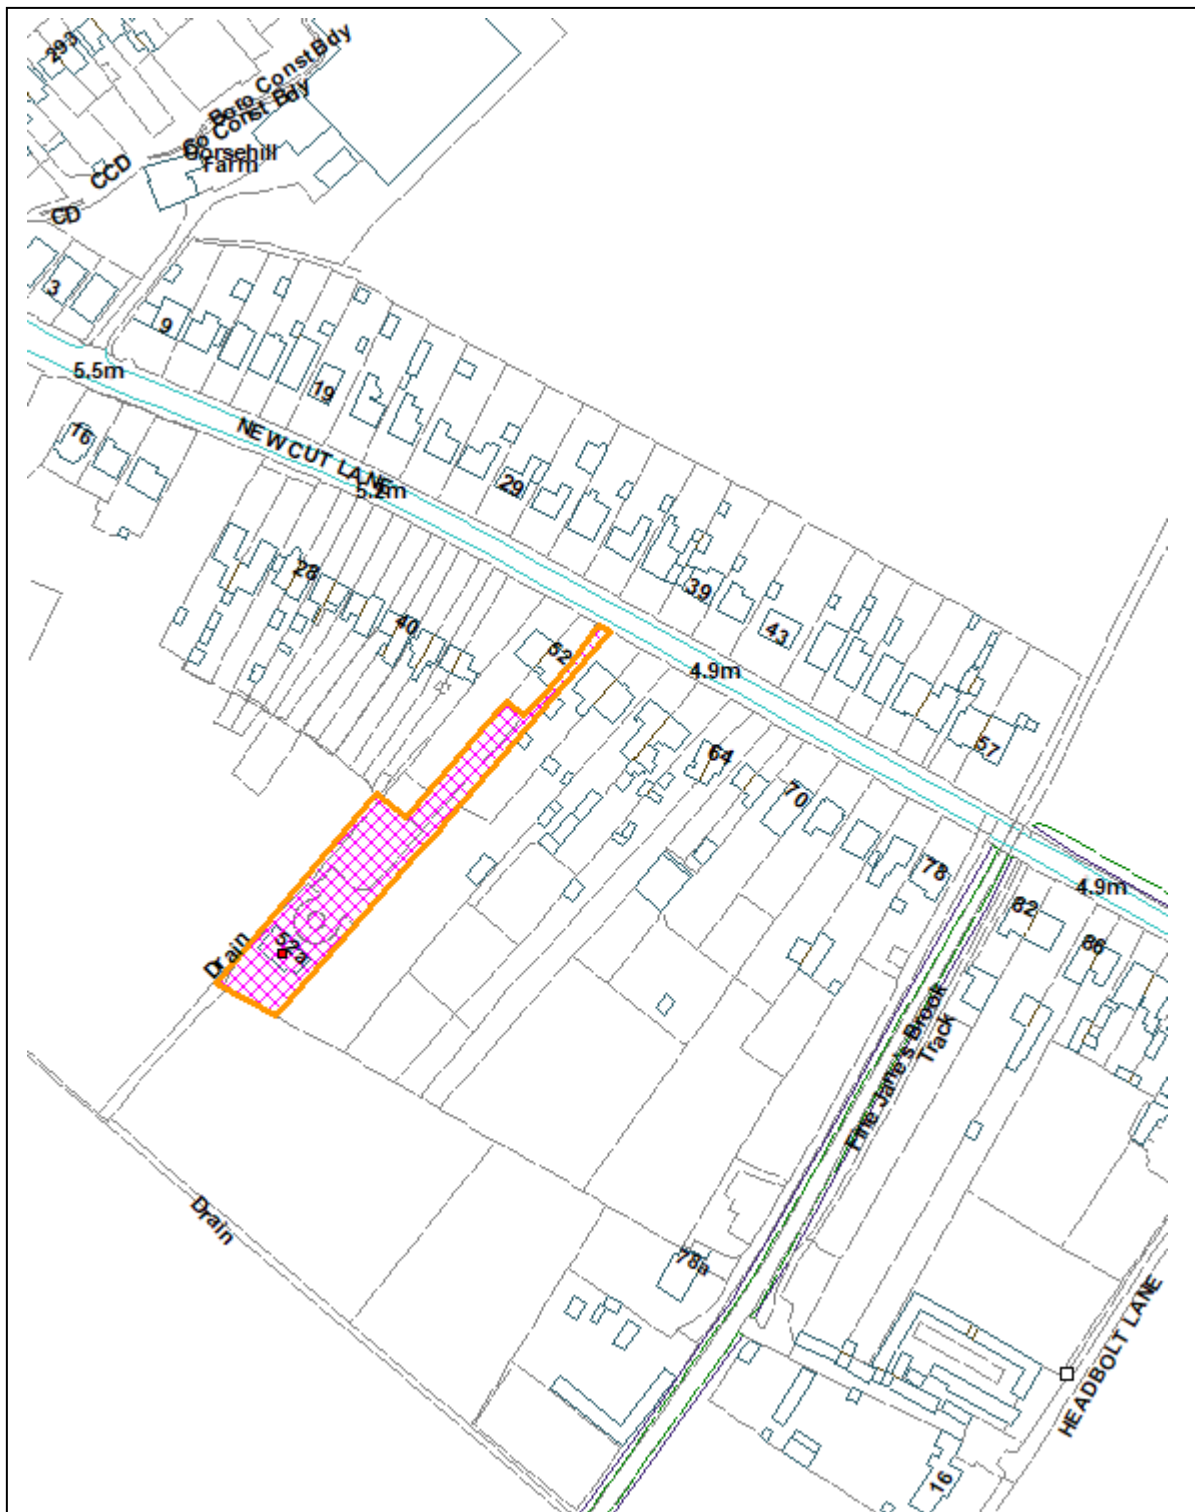 293
Boro Const Bdy
Co Const Bdy
Gorsehill
Farm
CCD
CD
3
9
5.5m
19
16
NEW CUT LANE
5.2m
29
28
39
40
43
52
4.9m
57
64
70
78
4.9m
82
86
52a
Drain
Fine Jane's Brook
Track
Drain
78a
HEADBOLT LANE
16